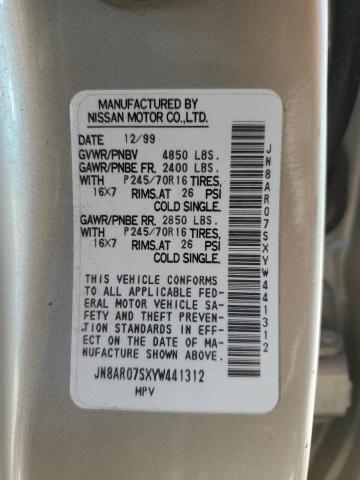 MANUFACTURED BY
NISSAN MOTOR CO.,LTD.
DATE 12/99
GVWR/PNBV 4850 LBS.
GAWR/PNBE FR. 2400 LBS.
WITH P245/70R16 TIRES,
16X7 RIMS.AT 26 PSI
COLD SINGLE.
GAWR/PNBE RR. 2850 LBS.
WITH P245/70R16 TIRES,
16X7 RIMS.AT 26 PSI
COLD SINGLE.
THIS VEHICLE CONFORMS
TO ALL APPLICABLE FED-
ERAL MOTOR VEHICLE SA-
FETY AND THEFT PREVEN-
TION STANDARDS IN EFF-
ECT ON THE DATE OF MA-
NUFACTURE SHOWN ABOVE.
JN8AR07SXYW441312
MPV
JN8AR07SXYW441312